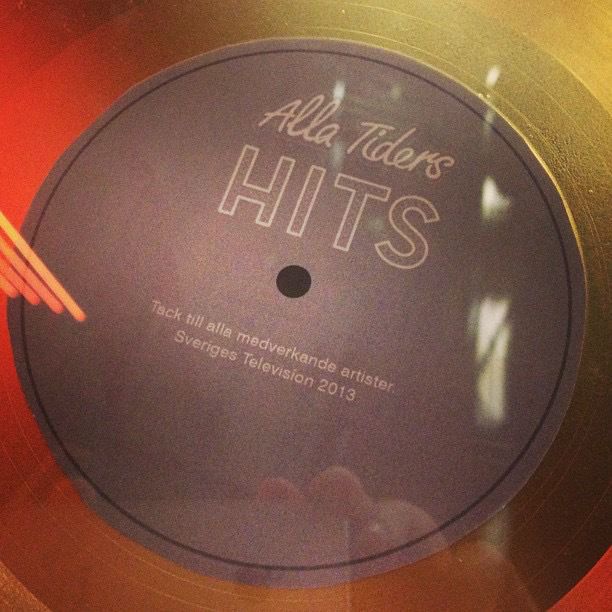 Alla Tiders
HITS
Tack till alla medverkande artister.
Sveriges Television 2013